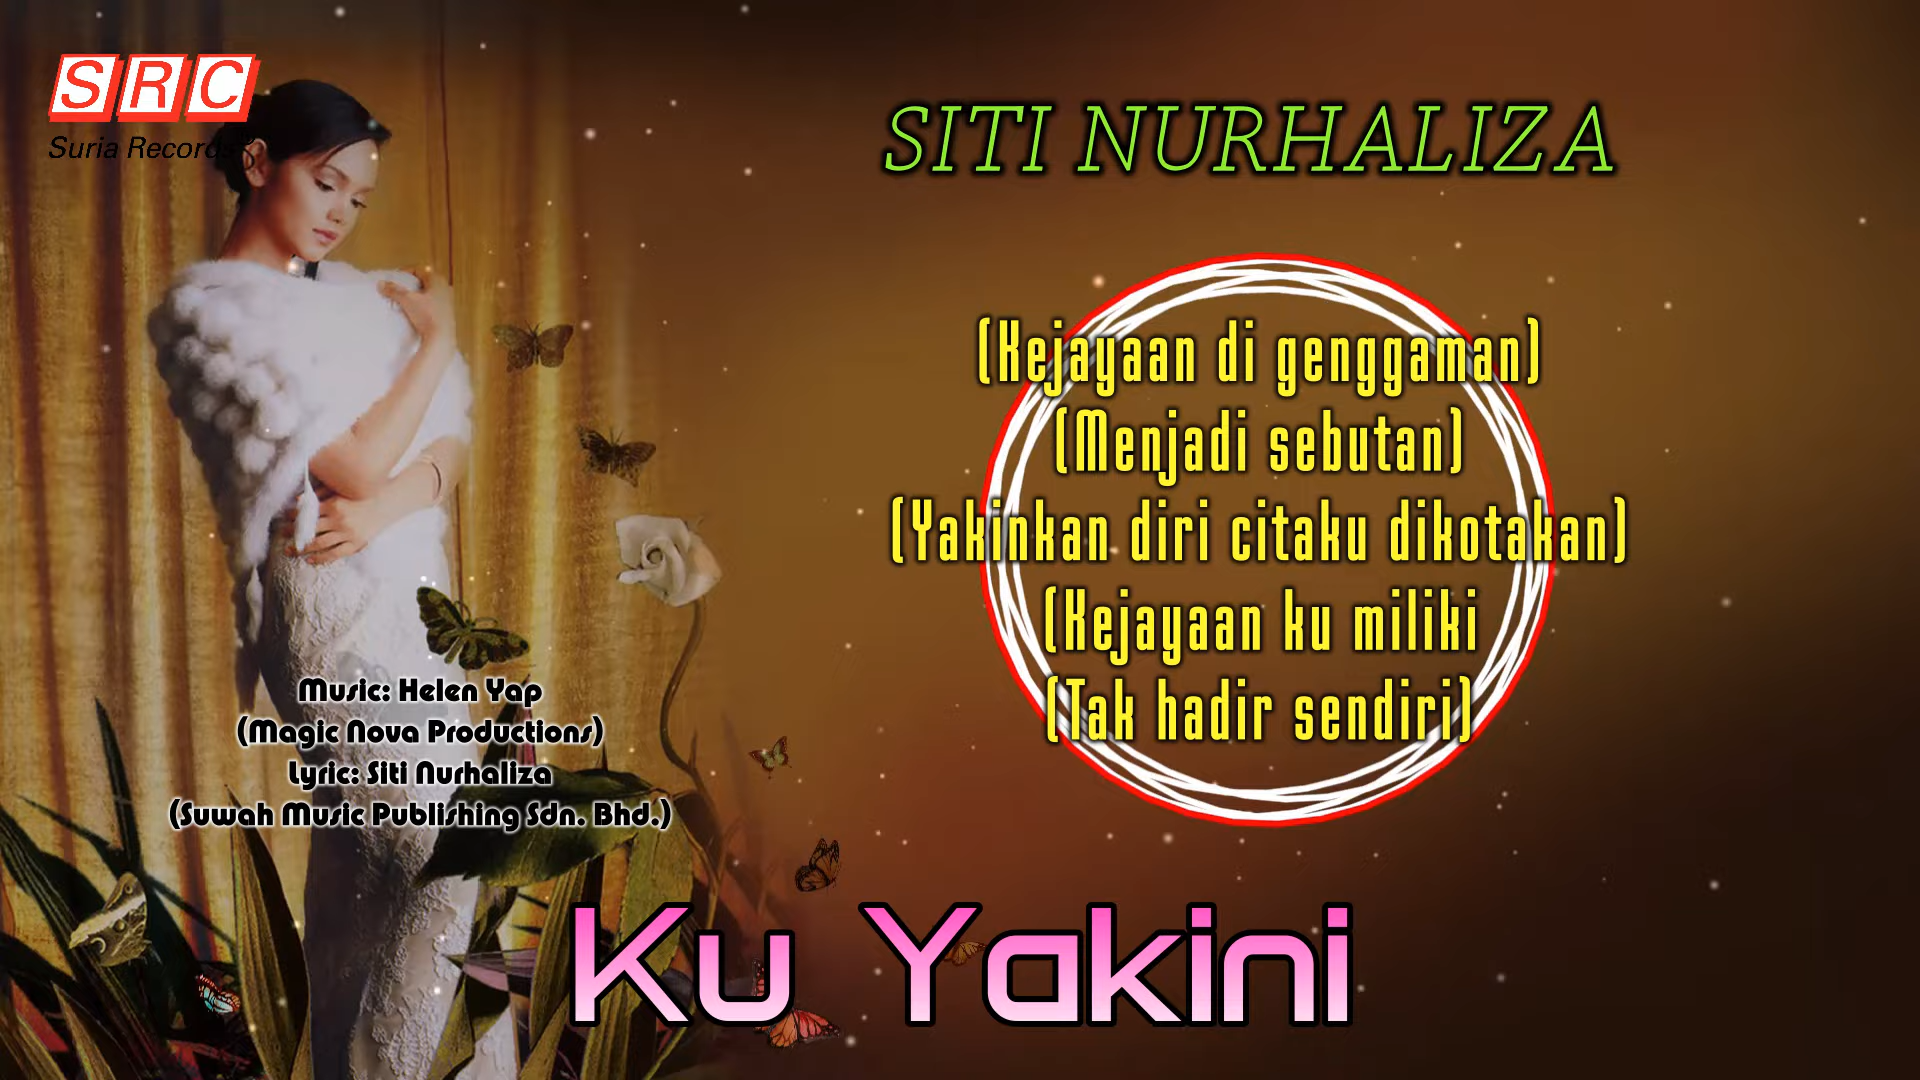 SRC
Suria Records
SITI NURHALIZA
(Kejayaan di genggaman)
(Menjadi sebutan)
(Yakinkan diri citaku dikotakan)
(Kejayaan ku miliki
(Tak hadir sendiri)
Music: Helen Yap
(Magic Nova Productions)
Lyric: Siti Nurhaliza
(Suwah Music Publishing Sdn. Bhd.)
Ku Yakini